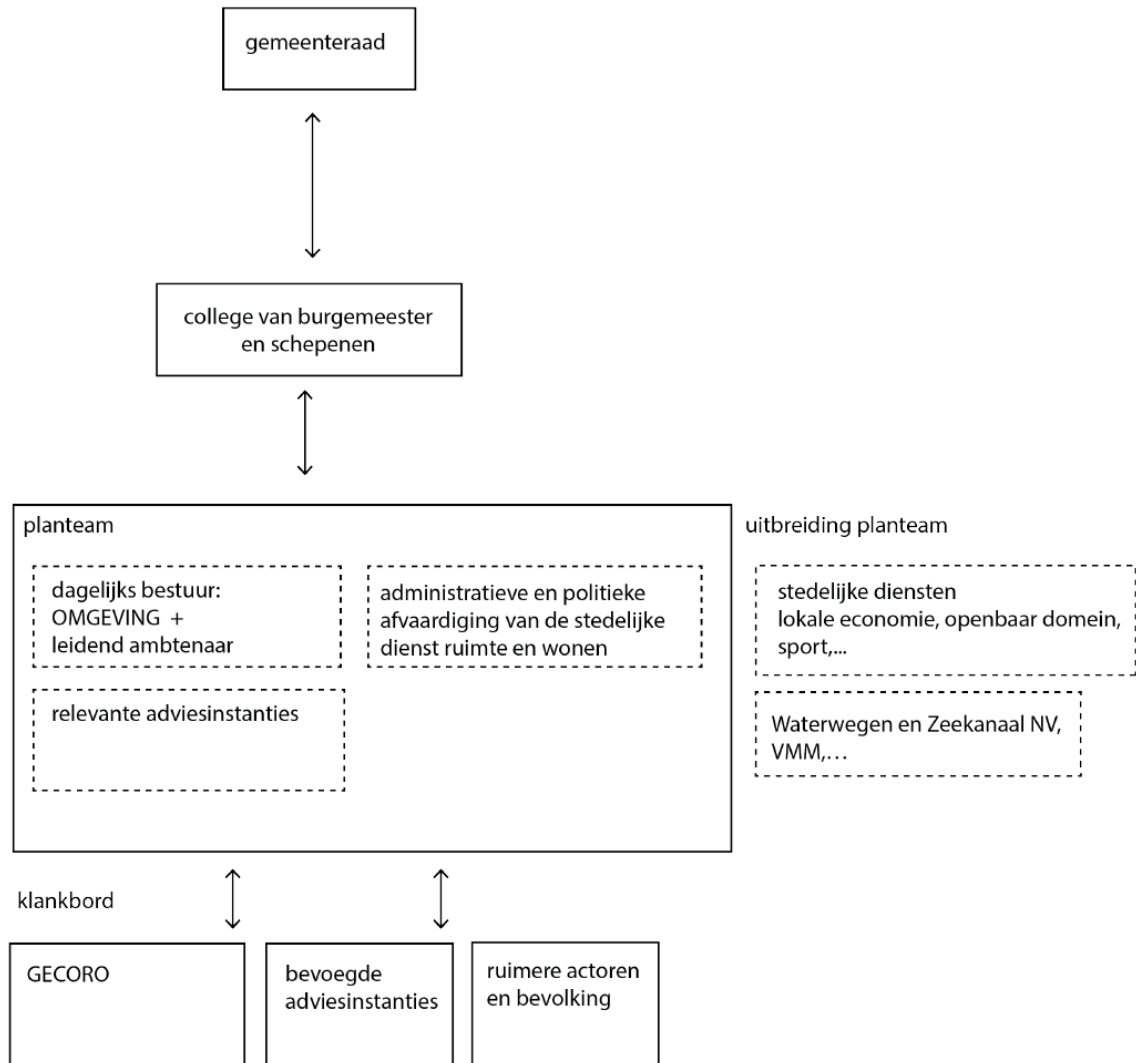 gemeenteraad
college van burgemeester
en schepenen
planteam
uitbreiding planteam
dagelijks bestuur:
OMGEVING +
leidend ambtenaar
administratieve en politieke
afvaardiging van de stedelijke
dienst ruimte en wonen
stedelijke diensten
lokale economie, openbaar domein,
sport,...
relevante adviesinstanties
Waterwegen en Zeekanaal NV,
VMM,...
klankbord
GECORO
bevoegde
adviesinstanties
ruimere actoren
en bevolking